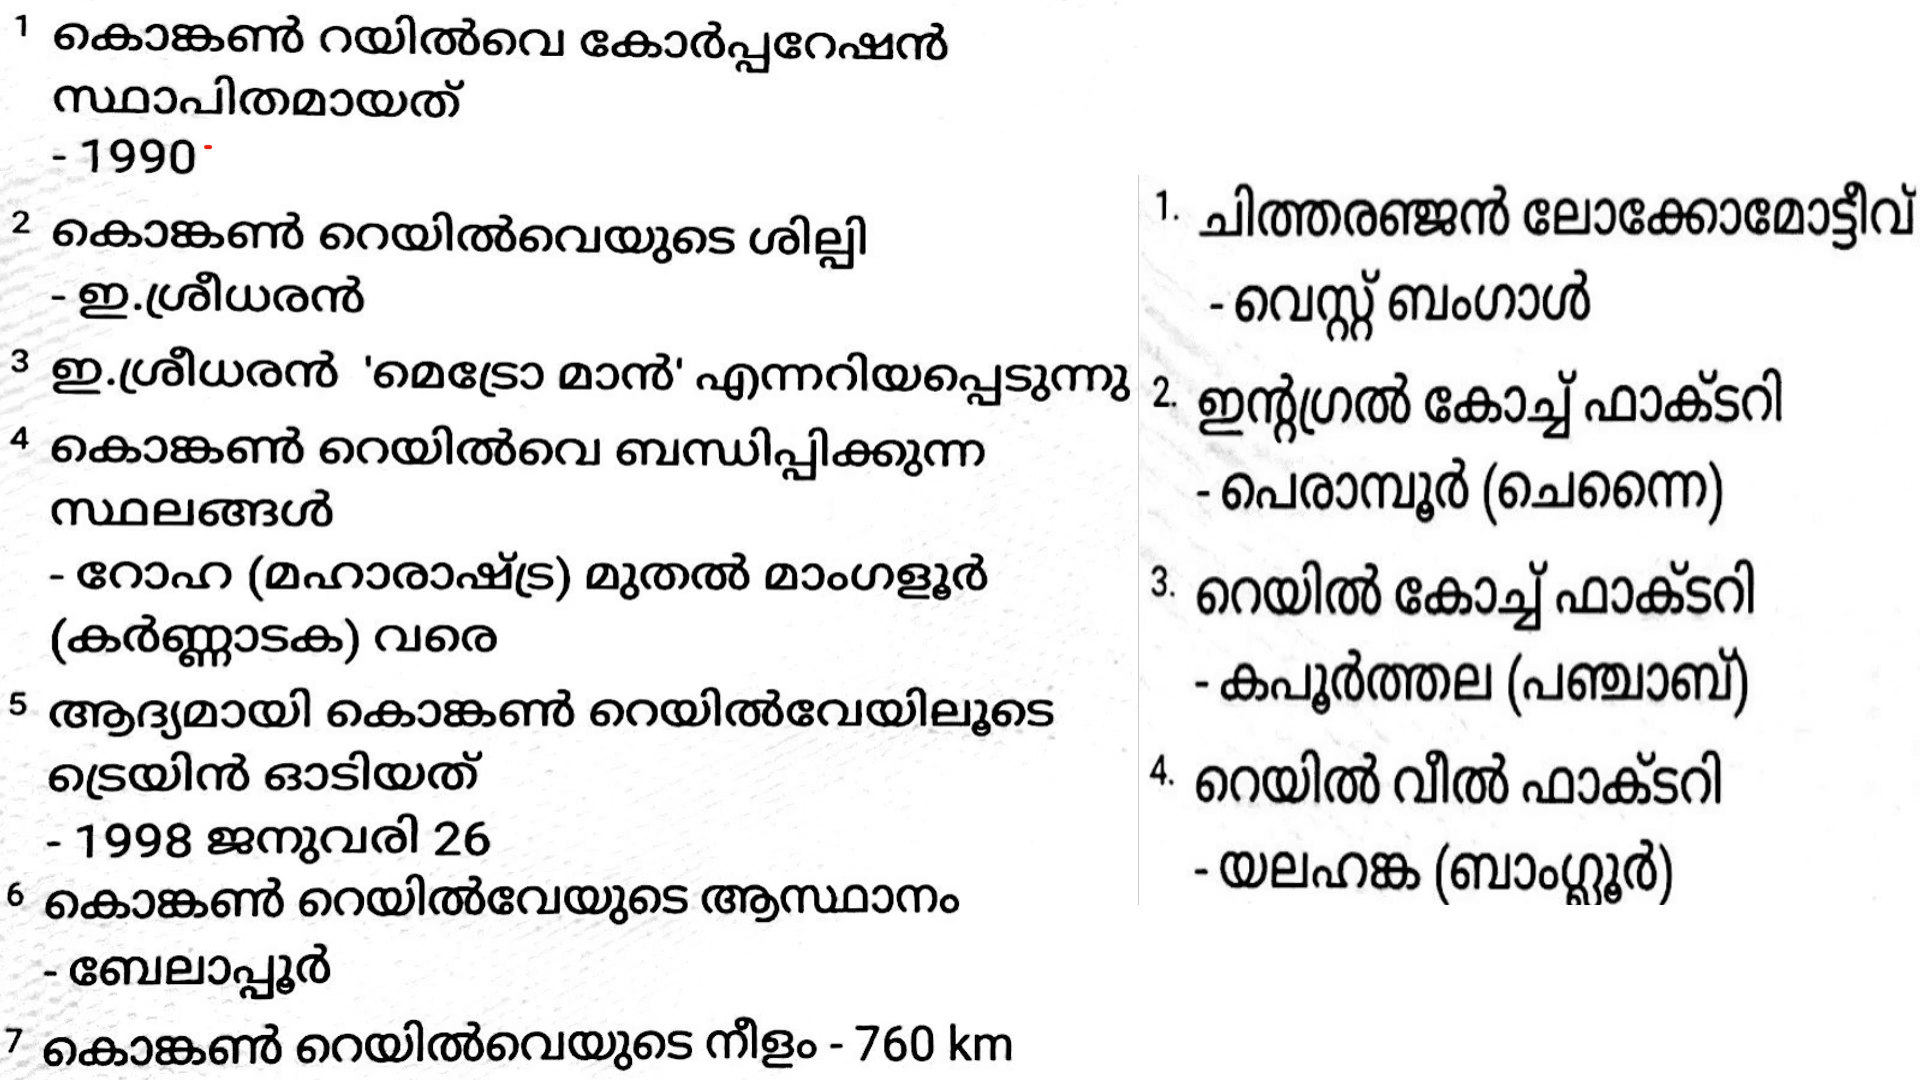 1 കൊങ്കൺ റയിൽവെ കോർപ്പറേഷൻ
സ്ഥാപിതമായത്
- 1990
2 കൊങ്കൺ റെയിൽവെയുടെ ശില്പി
- ഇ.ശ്രീധരൻ
3 ഇ.ശ്രീധരൻ 'മെട്രോ മാൻ' എന്നറിയപ്പെടുന്നു
4 കൊങ്കൺ റെയിൽവെ ബന്ധിപ്പിക്കുന്ന
സ്ഥലങ്ങൾ
- റോഹ (മഹാരാഷ്ട്ര) മുതൽ മാംഗളൂർ
(കർണ്ണാടക) വരെ
5 ആദ്യമായി കൊങ്കൺ റെയിൽവേയിലൂടെ
ട്രെയിൻ ഓടിയത്
- 1998 ജനുവരി 26
6 കൊങ്കൺ റെയിൽവേയുടെ ആസ്ഥാനം
- ബേലാപ്പൂർ
7 കൊങ്കൺ റെയിൽവെയുടെ നീളം - 760 km
1. ചിത്തരഞ്ജൻ ലോക്കോമോട്ടീവ്
- വെസ്റ്റ് ബംഗാൾ
2. ഇന്റഗ്രൽ കോച്ച് ഫാക്ടറി
- പെരാമ്പൂർ (ചെന്നൈ)
3. റെയിൽ കോച്ച് ഫാക്ടറി
- കപൂർത്തല (പഞ്ചാബ്)
4. റെയിൽ വീൽ ഫാക്ടറി
- യലഹങ്ക (ബാംഗ്ലൂർ)